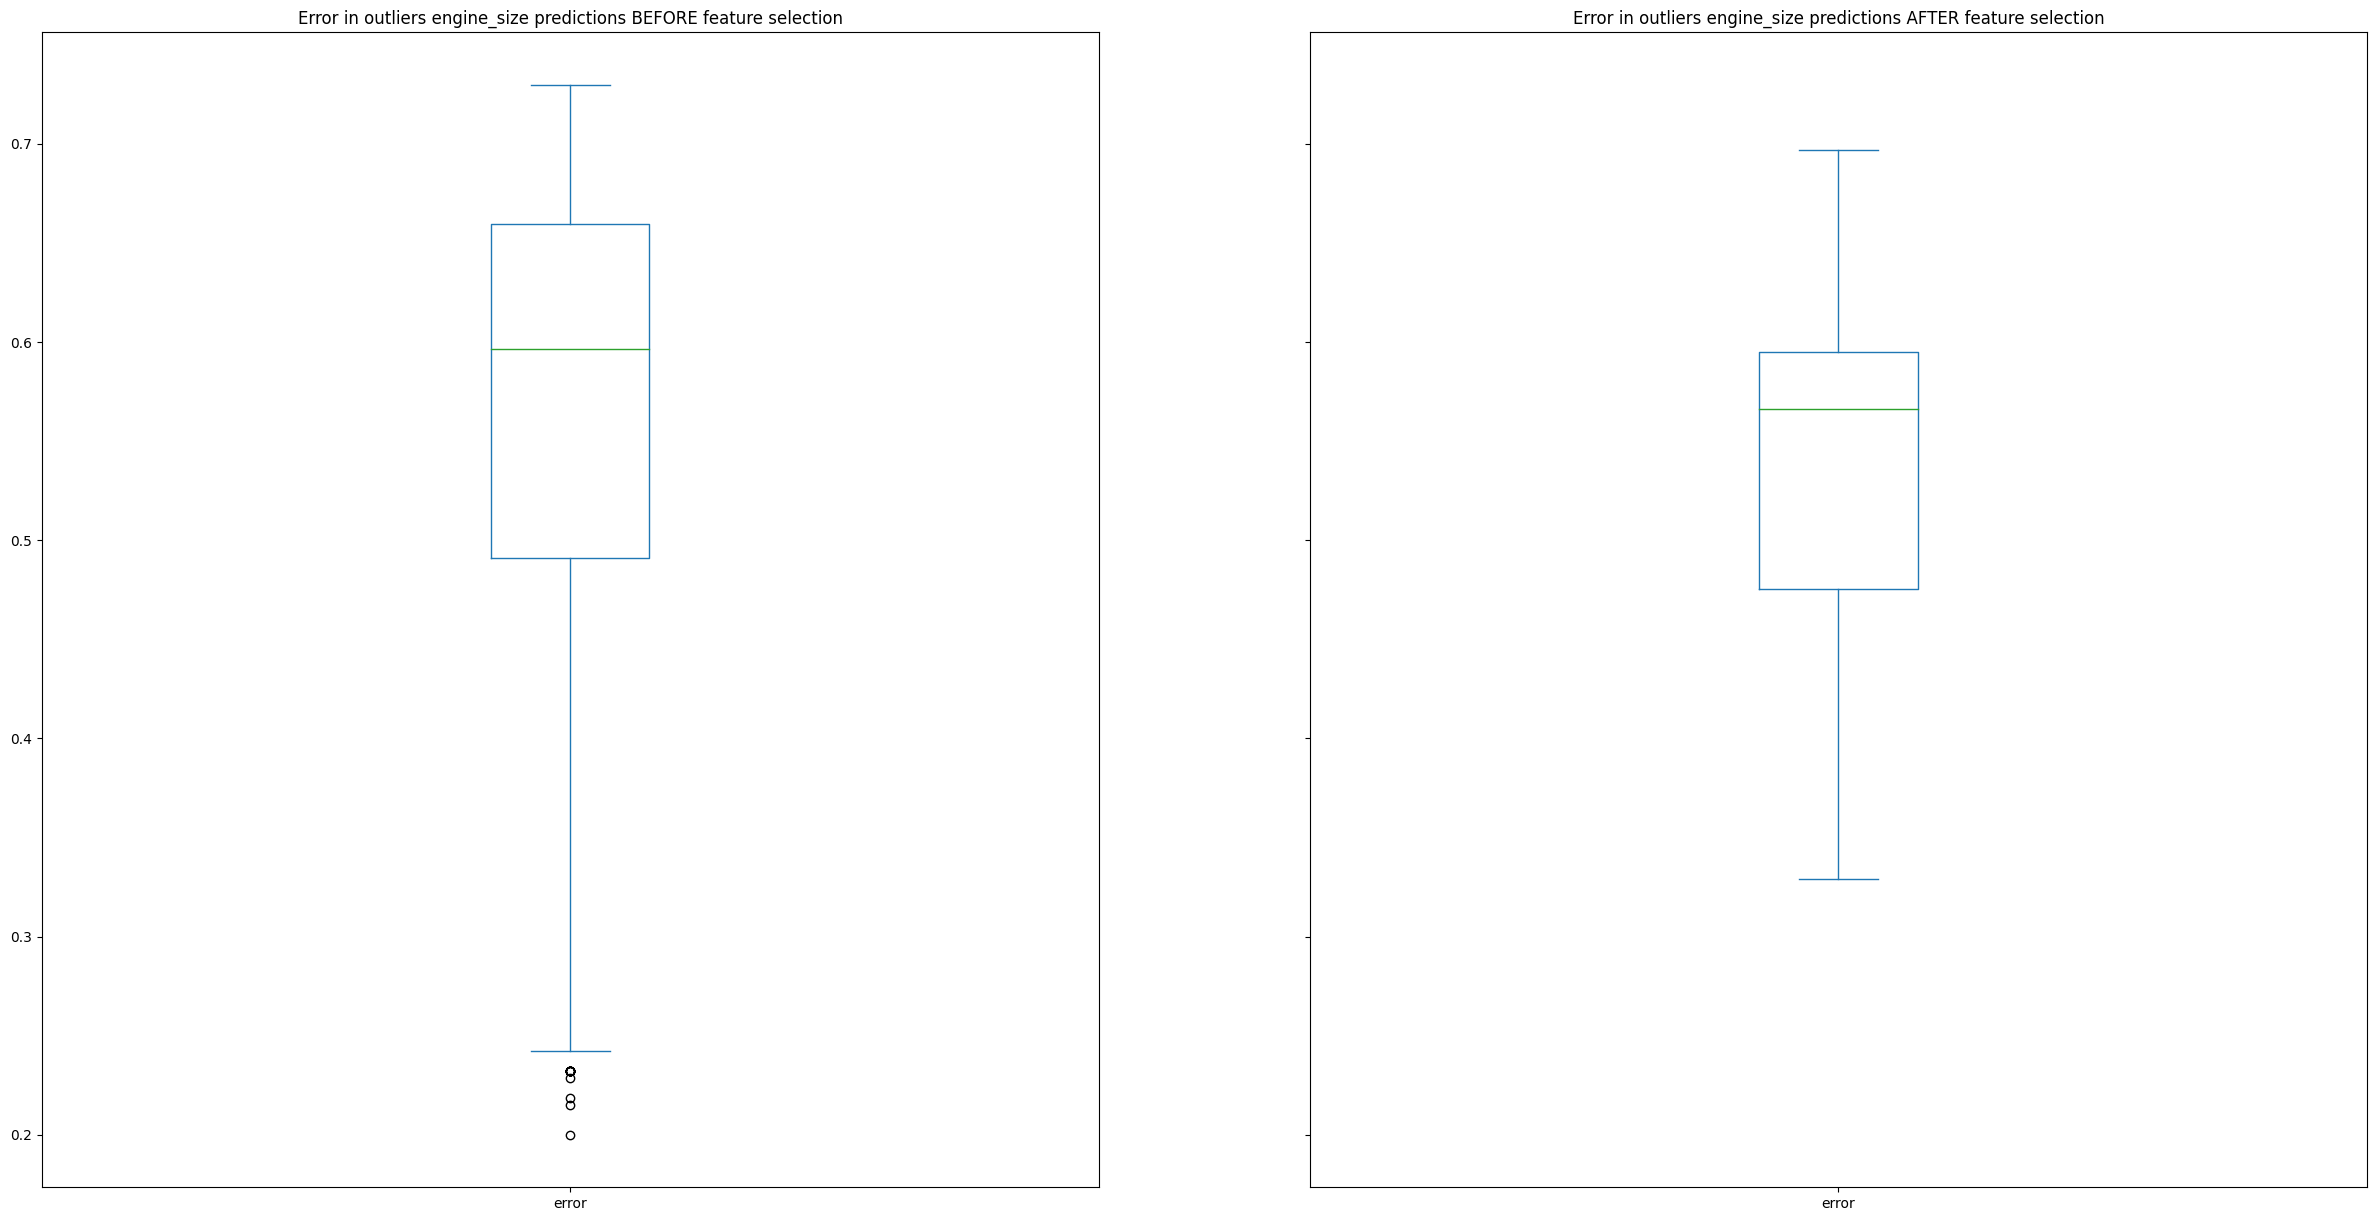 Error in outliers engine_size predictions BEFORE feature selection
0.7
0.6
0.5
0.4
0.3
0.2
error
Error in outliers engine_size predictions AFTER feature selection
error